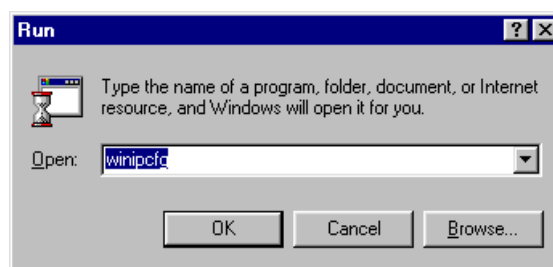 Run
Type the name of a program, folder, document, or Internet
resource, and Windows will open it for you.
Open: winipcfg
OK Cancel Browse...